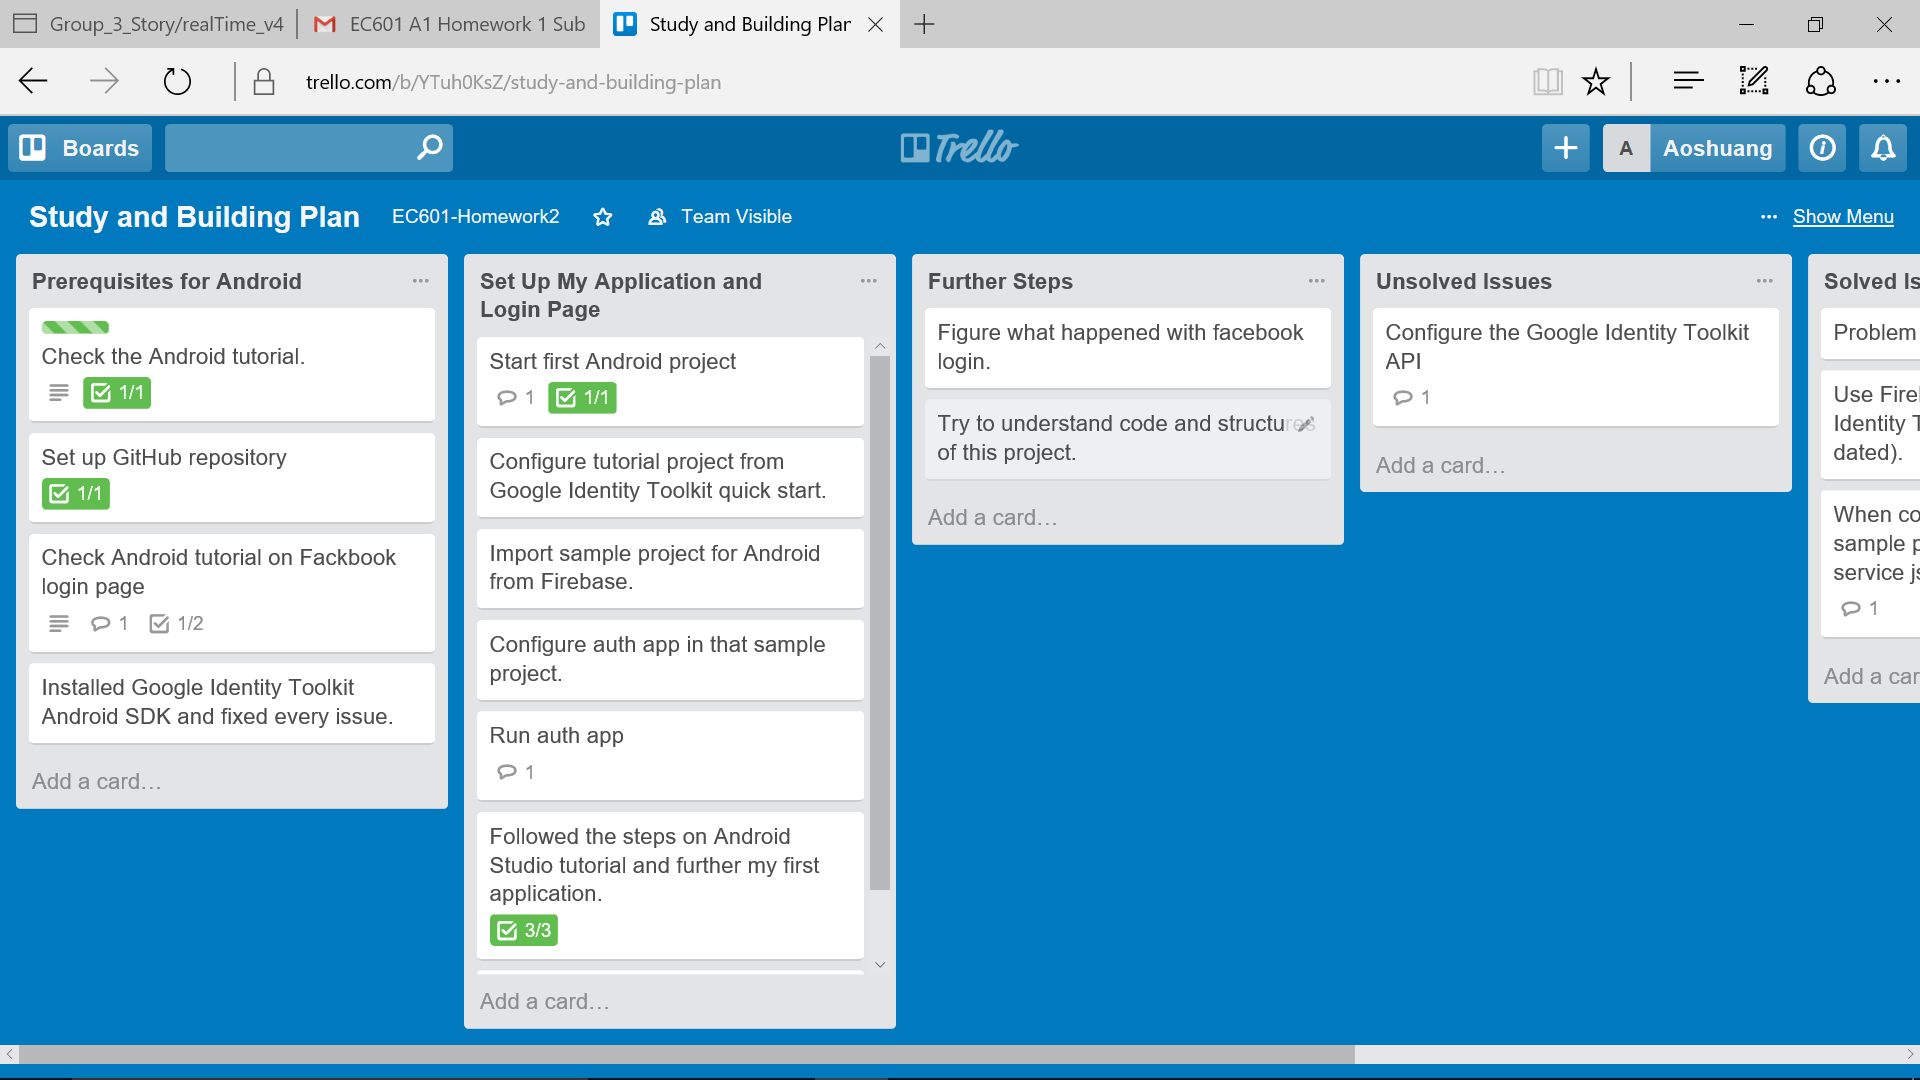 Group_3_Story/realTime_v4
EC601 A1 Homework 1 Sub
Study and Building Plan
trello.com/b/YTuh0KsZ/study-and-building-plan
Boards
Trello
A
Aoshuang
Study and Building Plan
EC601-Homework2
Team Visible
Show Menu
Prerequisites for Android
Check the Android tutorial.
1/1
Set up GitHub repository
1/1
Check Android tutorial on Fackbook
login page
1
1/2
Installed Google Identity Toolkit
Android SDK and fixed every issue.
Add a card…
Set Up My Application and
Login Page
Start first Android project
1
1/1
Configure tutorial project from
Google Identity Toolkit quick start.
Import sample project for Android
from Firebase.
Configure auth app in that sample
project.
Run auth app
1
Followed the steps on Android
Studio tutorial and further my first
application.
3/3
Add a card…
Further Steps
Figure what happened with facebook
login.
Try to understand code and structures
of this project.
Add a card…
Unsolved Issues
Configure the Google Identity Toolkit
API
1
Add a card…
Solved Is
Problem
Use Fire
Identity T
dated).
When co
sample p
service js
1
Add a car